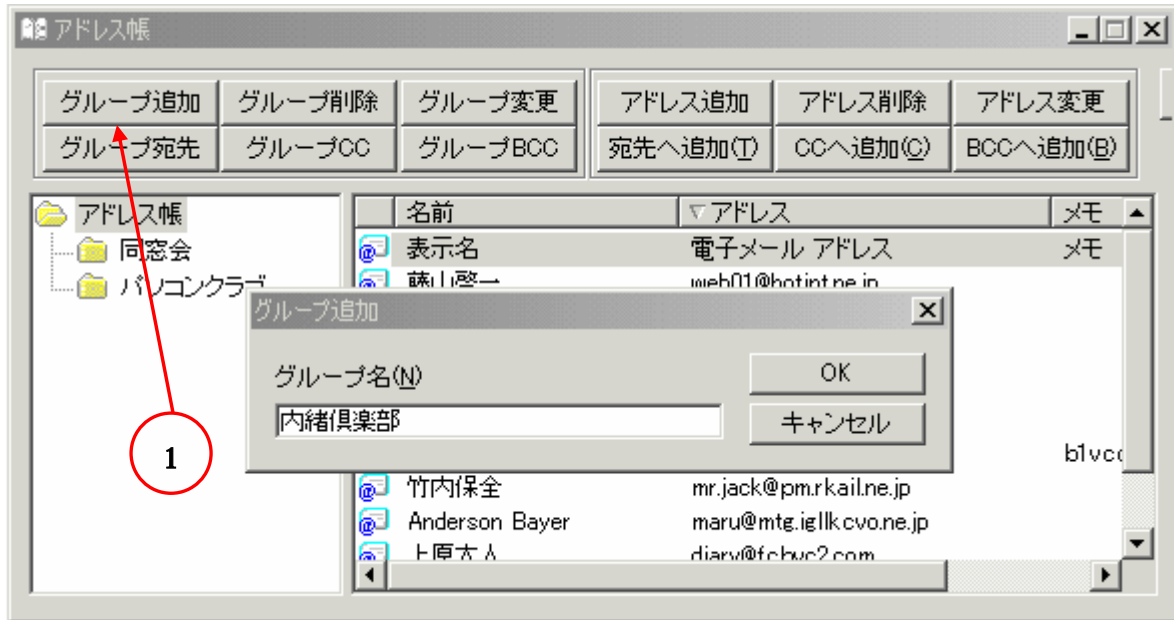 アドレス帳
グループ追加 グループ削除 グループ変更 アドレス追加 アドレス削除 アドレス変更
グループ宛先 グループCC グループBCC 宛先へ追加(T) CCへ追加(C) BCCへ追加(B)
アドレス帳
同窓会
パソコンクラブ
名前 アドレス メモ
表示名 電子メール アドレス メモ
藤山啓一 web01@hotint.ne.jp
グループ追加
グループ名(N)
内緒倶楽部
OK
キャンセル
1
b1vc
竹内保全 mr.jack@pm.rkail.ne.jp
Anderson Bayer maru@mtg.igllkcvo.ne.jp